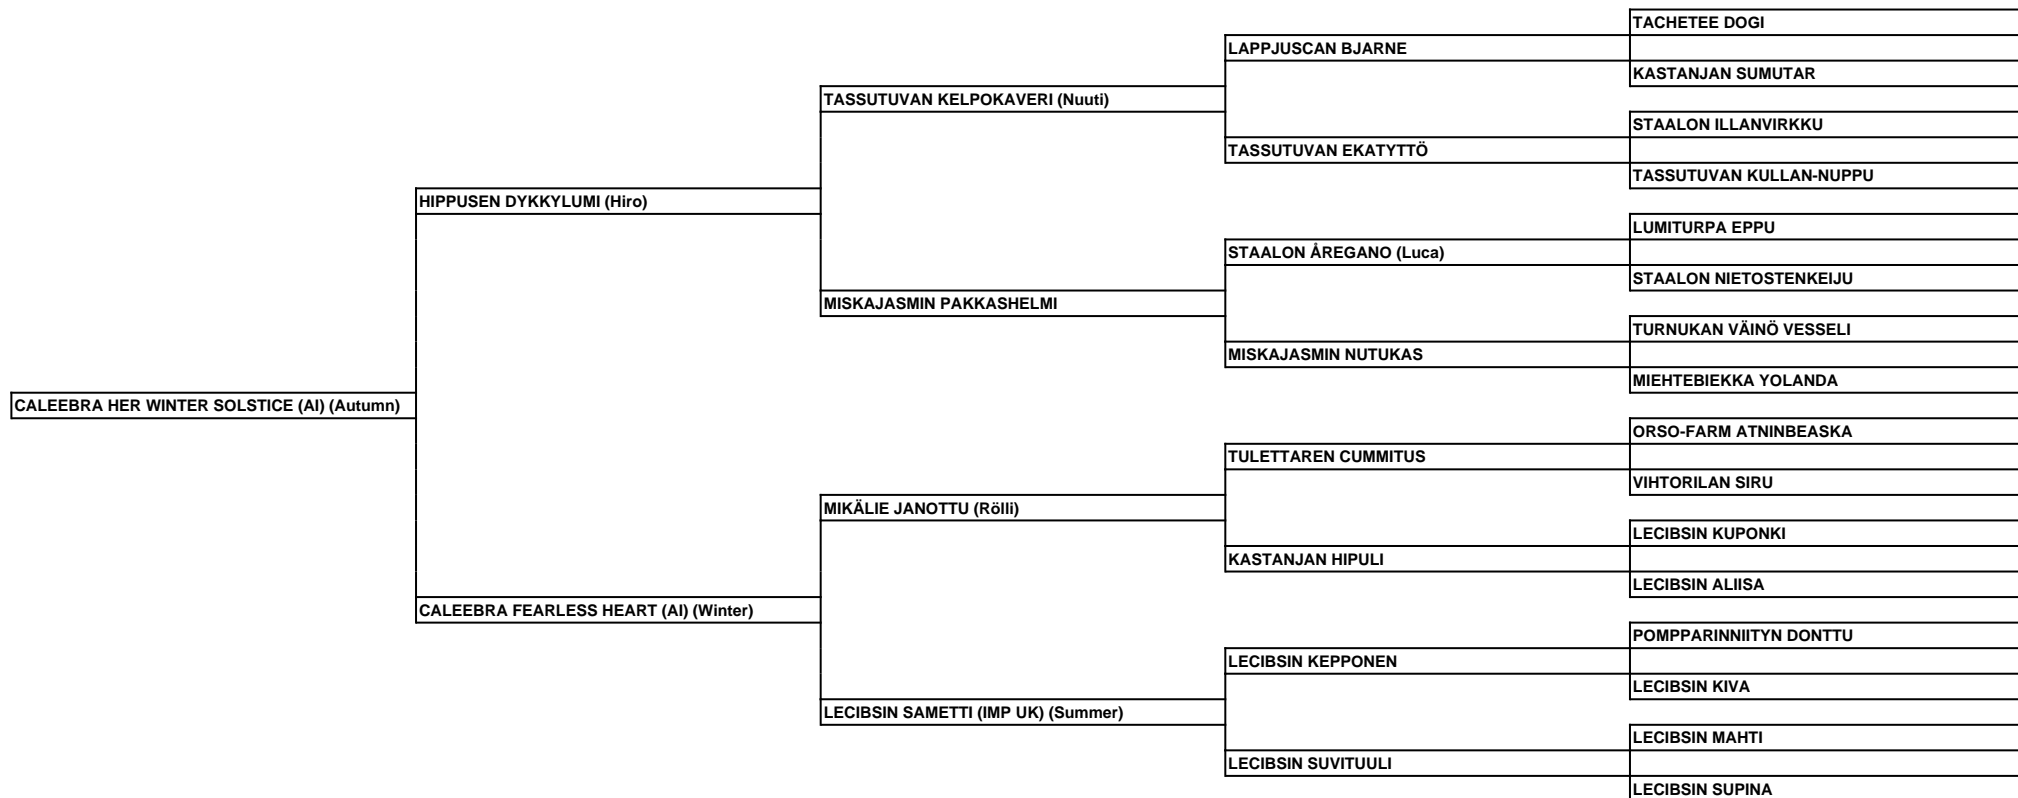 TACHETEE DOGI
LAPPJUSCAN BJARNE
KASTANJAN SUMUTAR
TASSUTUVAN KELPOKAVERI (Nuuti)
STAALON ILLANVIRKKU
TASSUTUVAN EKATYTTÖ
TASSUTUVAN KULLAN-NUPPU
HIPPUSEN DYKKYLUMI (Hiro)
LUMITURPA EPPU
STAALON ÅREGANO (Luca)
STAALON NIETOSTENKEIJU
MISKAJASMIN PAKKASHELMI
TURNUKAN VÄINÖ VESSELI
MISKAJASMIN NUTUKAS
MIEHTEBIEKKA YOLANDA
CALEEBRA HER WINTER SOLSTICE (AI) (Autumn)
ORSO-FARM ATNINBEASKA
TULETTAREN CUMMITUS
VIHTORILAN SIRU
MIKÄLIE JANOTTU (Rölli)
LECIBSIN KUPONKI
KASTANJAN HIPULI
LECIBSIN ALIISA
CALEEBRA FEARLESS HEART (AI) (Winter)
POMPPARINNIITYN DONTTU
LECIBSIN KEPPONEN
LECIBSIN KIVA
LECIBSIN SAMETTI (IMP UK) (Summer)
LECIBSIN MAHTI
LECIBSIN SUVITUULI
LECIBSIN SUPINA